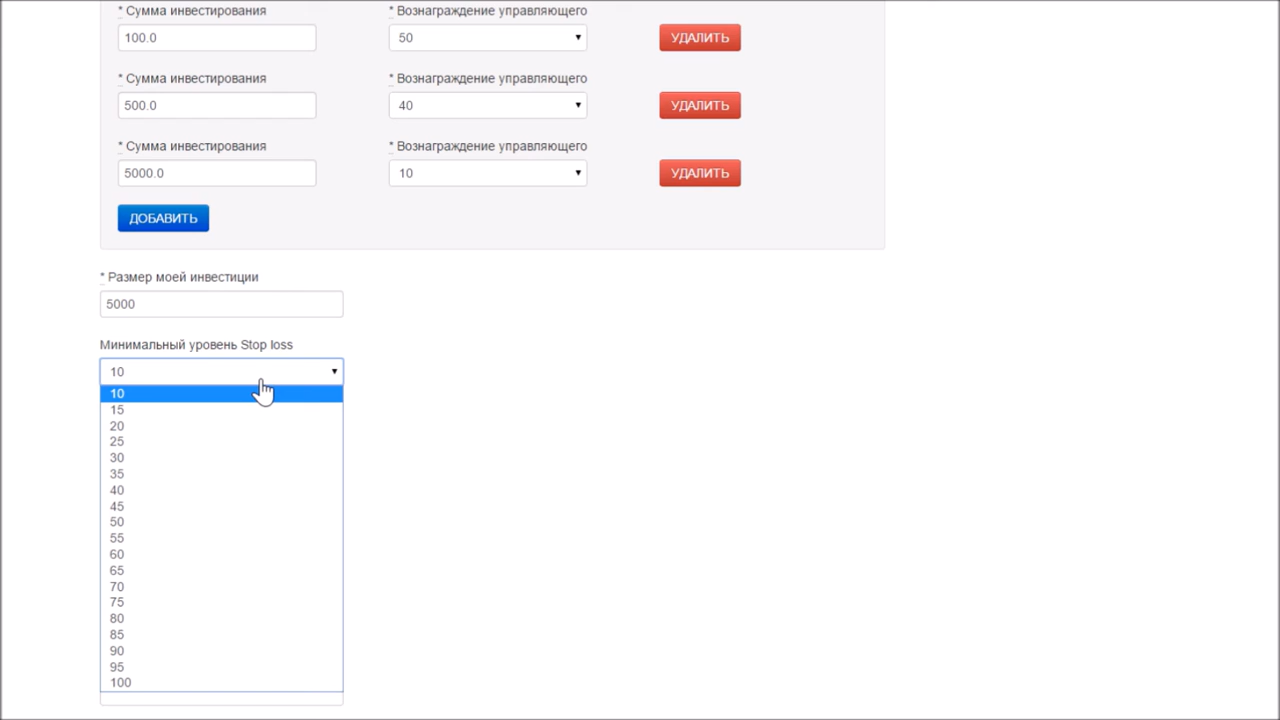 * Сумма инвестирования * Вознаграждение управляющего
100.0 50 УДАЛИТЬ
* Сумма инвестирования * Вознаграждение управляющего
500.0 40 УДАЛИТЬ
* Сумма инвестирования * Вознаграждение управляющего
5000.0 10 УДАЛИТЬ
ДОБАВИТЬ
* Размер моей инвестиции
5000
Минимальный уровень Stop loss
10
10
15
20
25
30
35
40
45
50
55
60
65
70
75
80
85
90
95
100